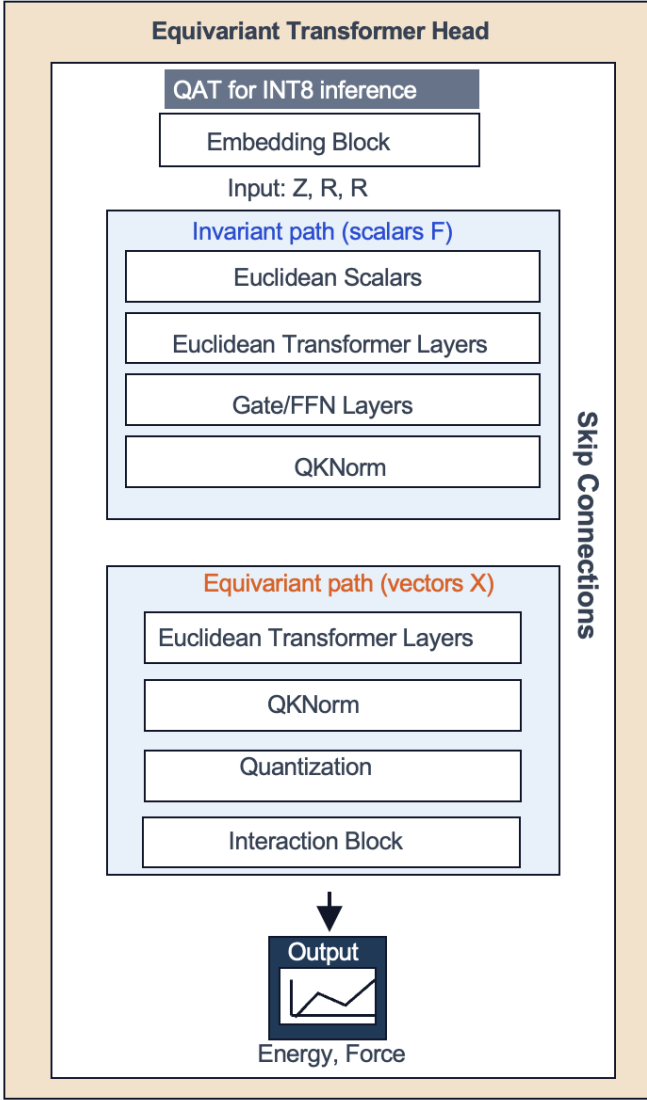 Equivariant Transformer Head
QAT for INT8 inference
Embedding Block
Input: Z, R, R
Invariant path (scalars F)
Euclidean Scalars
Euclidean Transformer Layers
Gate/FFN Layers
QKNorm
Skip Connections
Equivariant path (vectors X)
Euclidean Transformer Layers
QKNorm
Quantization
Interaction Block
Output
Energy, Force